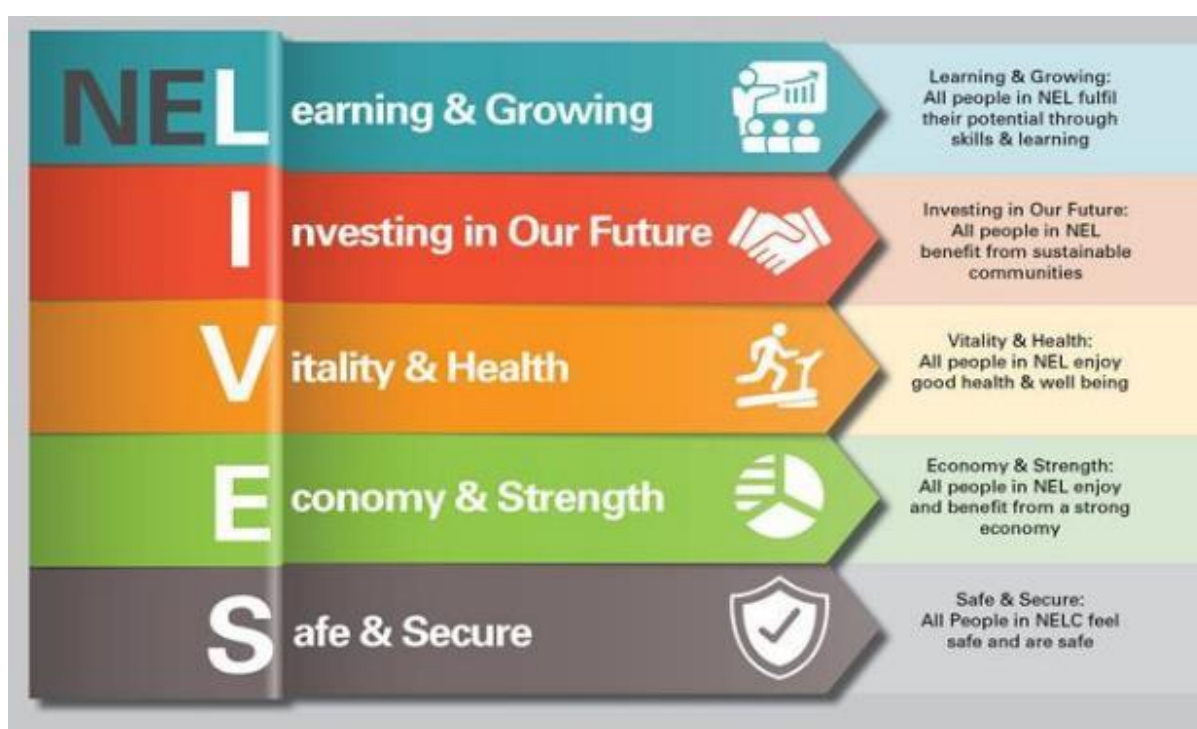 NEL earning & Growing
Learning & Growing:
All people in NEL fulfil
their potential through
skills & learning
I nvesting in Our Future
Investing in Our Future:
All people in NEL
benefit from sustainable
communities
V itality & Health
Vitality & Health:
All people in NEL enjoy
good health & well being
E conomy & Strength
Economy & Strength:
All people in NEL enjoy
and benefit from a strong
economy
S afe & Secure
Safe & Secure:
All People in NELC feel
safe and are safe